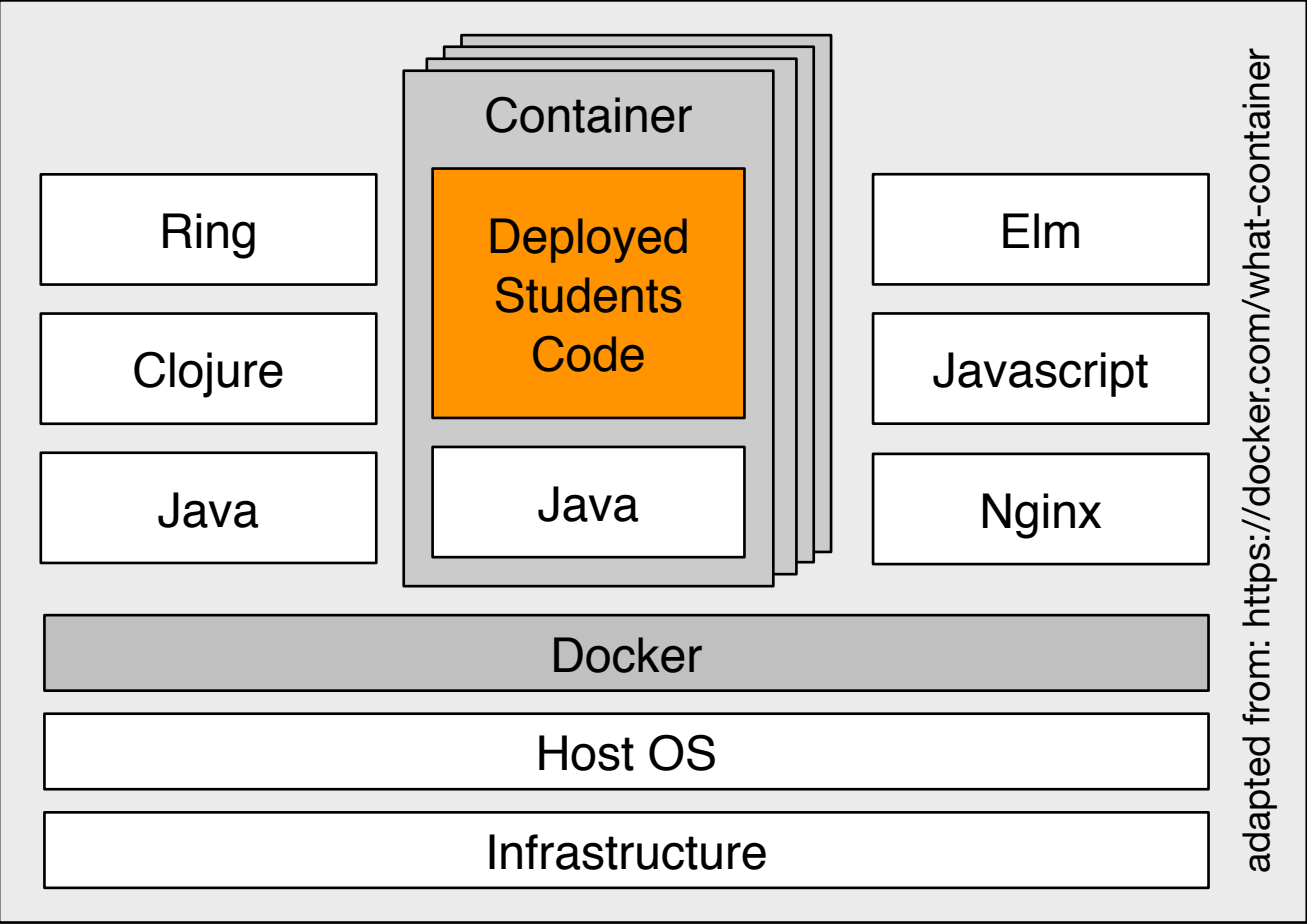 Container
Ring
Deployed
Students
Code
Elm
Clojure
Javascript
Java
Java
Nginx
Docker
Host OS
Infrastructure
adapted from: https://docker.com/what-container